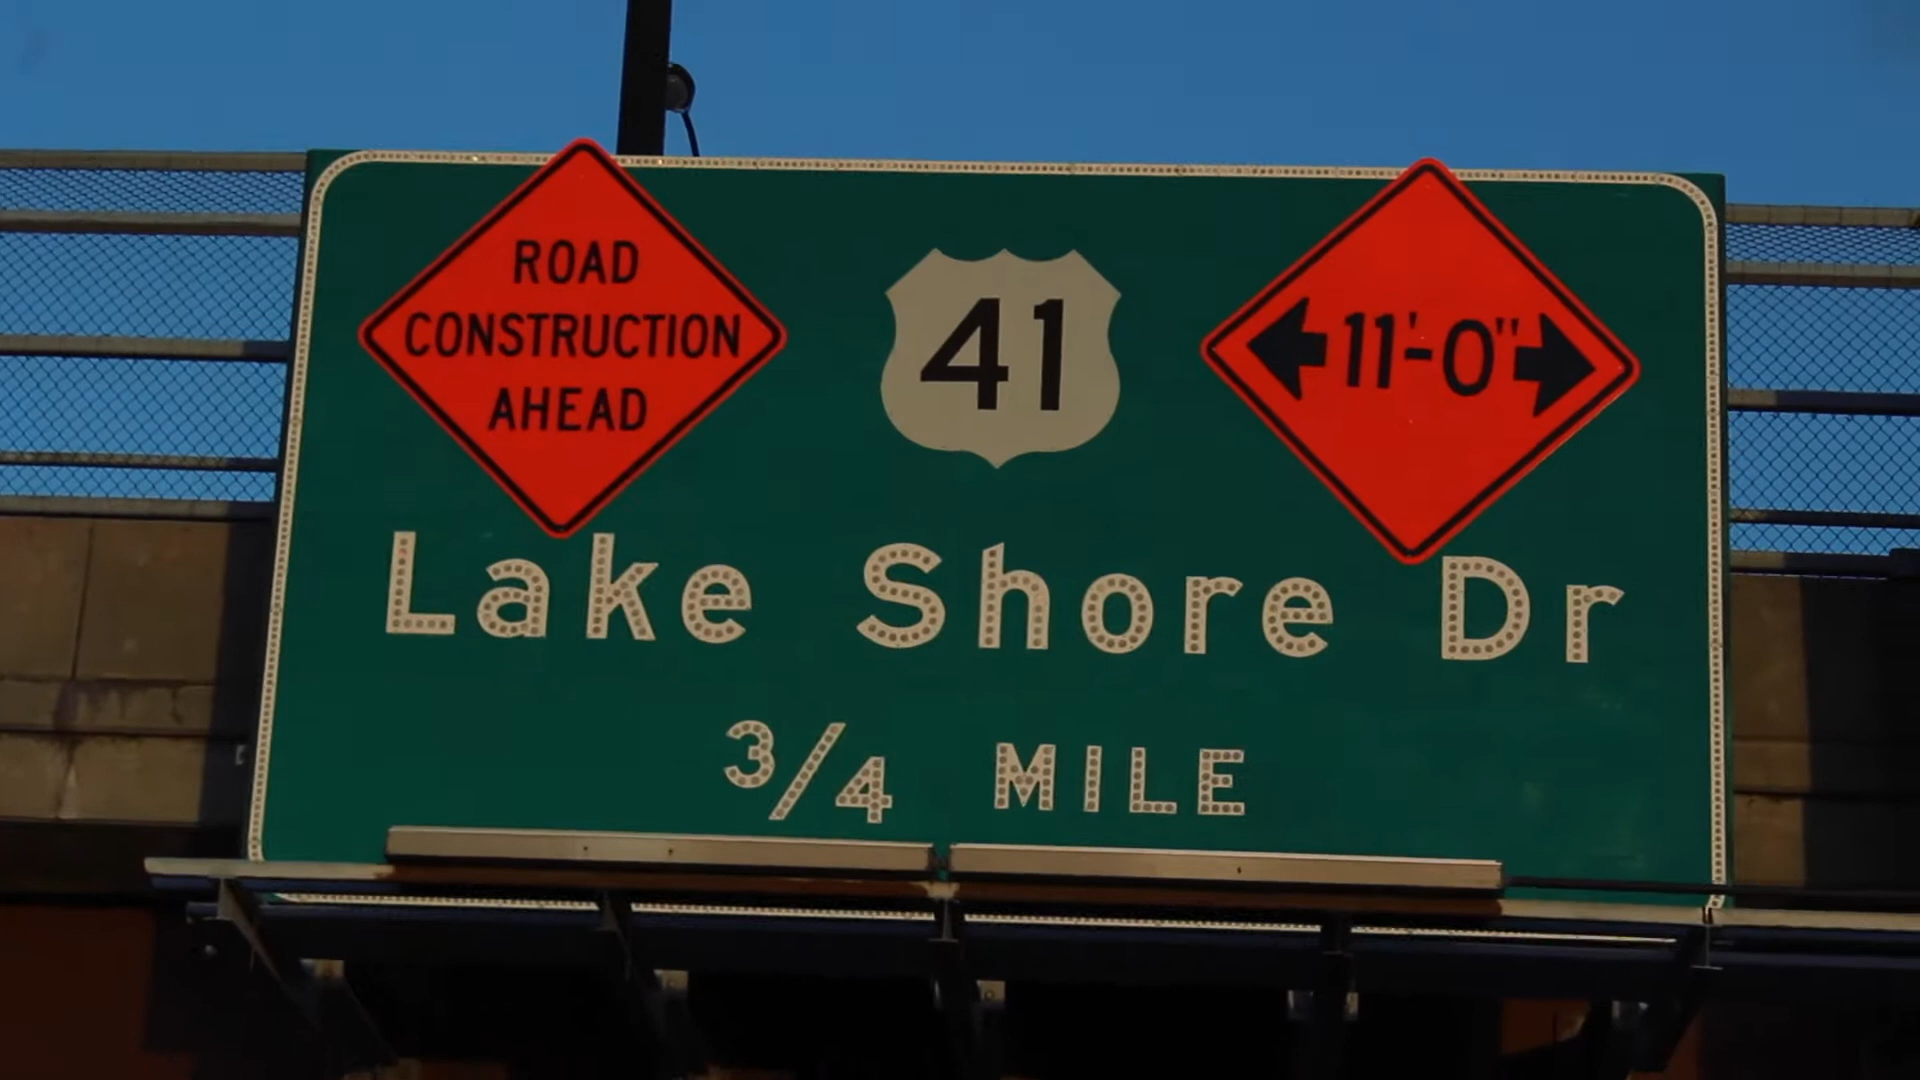 ROAD
CONSTRUCTION
AHEAD
41
11'-0"
Lake Shore Dr
3/4 MILE